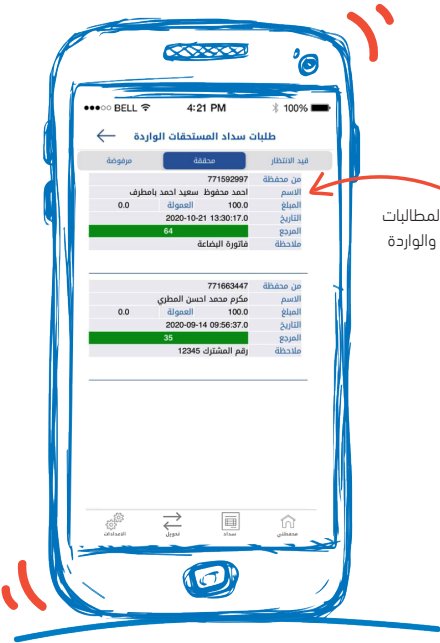 BELL 4:21 PM 100%
طلبات سداد المستحقات الواردة
قيد الانتظار محققة مرفوضة
من محفظة 771592997
الاسم احمد محفوظ سعيد احمد بامطرف
المبلغ 100.0 العمولة 0.0
التاريخ 2020-10-21 13:30:17.0
المرجع 64
ملاحظة فاتورة البضاعة
من محفظة 771663447
الاسم مكرم محمد احسن المطري
المبلغ 100.0 العمولة 0.0
التاريخ 2020-09-14 09:56:37.0
المرجع 35
ملاحظة رقم المشترك 12345
محفظتي سداد تحويل الاعدادات
لمطالبات
والواردة